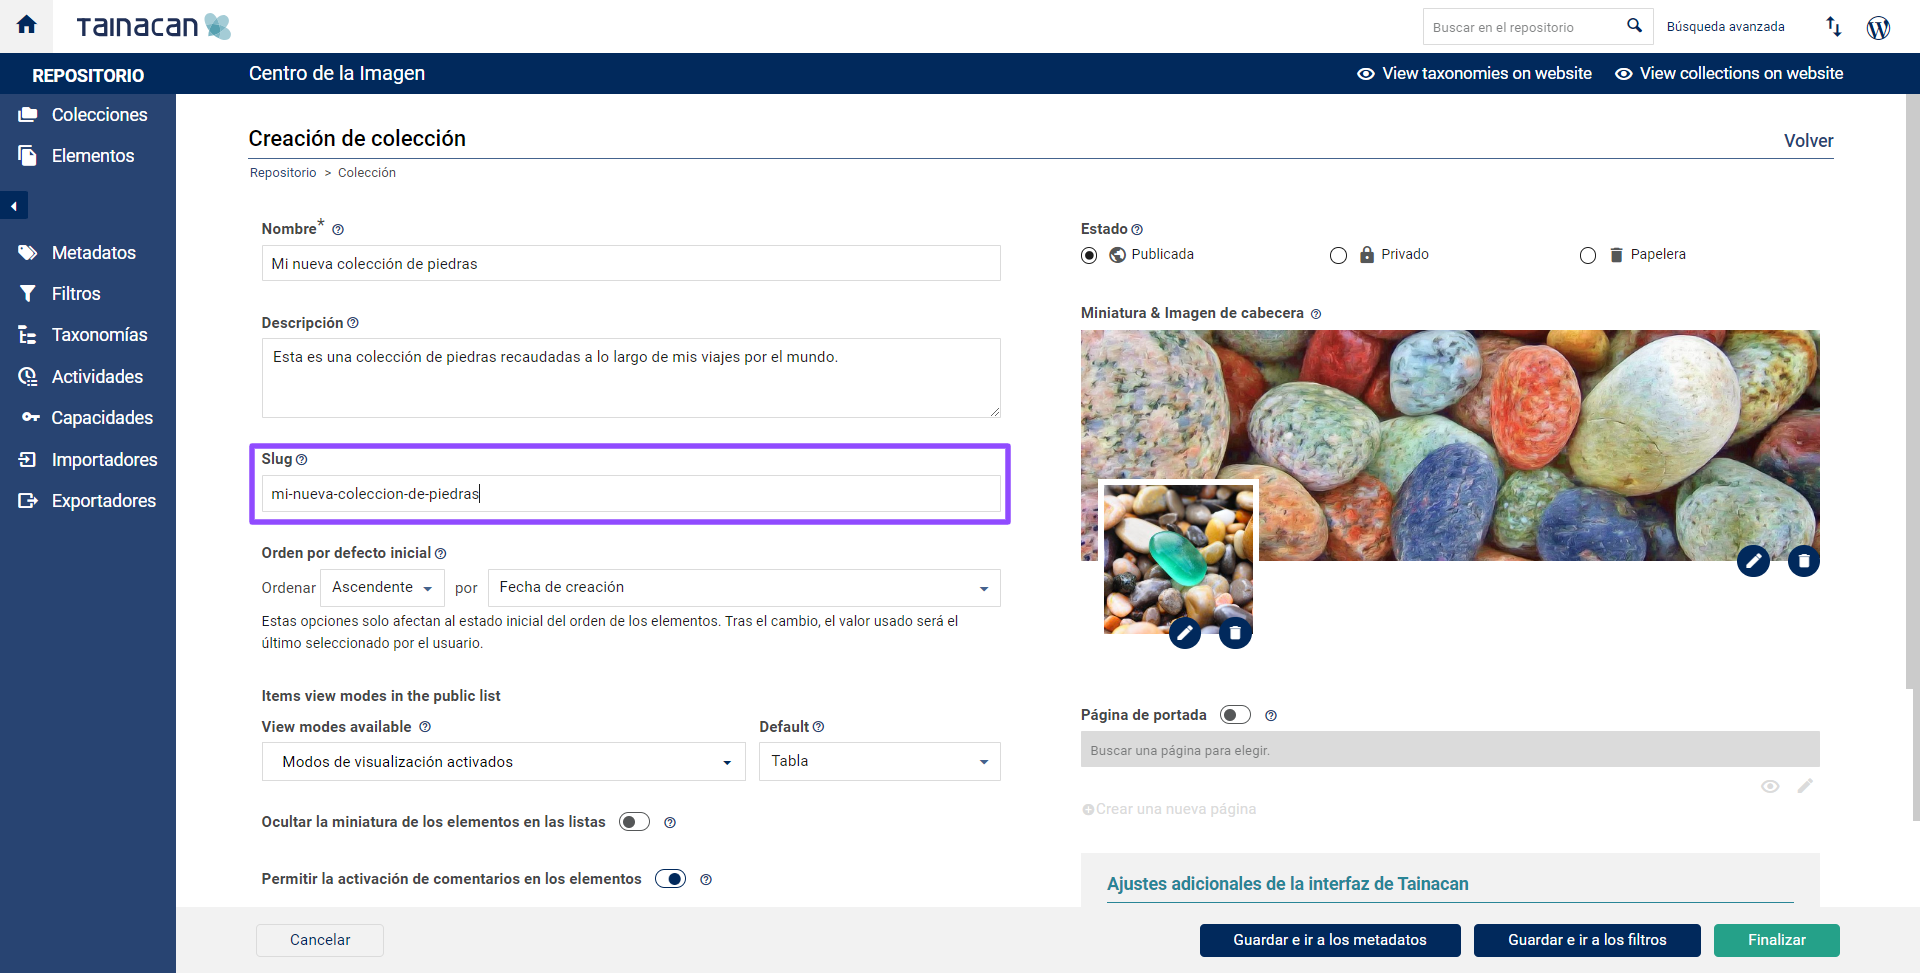 TAINACAN
Buscar en el repositorio
Búsqueda avanzada
REPOSITORIO
Centro de la Imagen
View taxonomies on website
View collections on website
Colecciones
Elementos
Metadatos
Filtros
Taxonomías
Actividades
Capacidades
Importadores
Exportadores
Creación de colección
Volver
Repositorio > Colección
Nombre*
Mi nueva colección de piedras
Descripción
Esta es una colección de piedras recaudadas a lo largo de mis viajes por el mundo.
Slug
mi-nueva-coleccion-de-piedras
Orden por defecto inicial
Ordenar Ascendente por Fecha de creación
Estas opciones solo afectan al estado inicial del orden de los elementos. Tras el cambio, el valor usado será el
último seleccionado por el usuario.
Items view modes in the public list
View modes available
Default
Modos de visualización activados
Tabla
Ocultar la miniatura de los elementos en las listas
Permitir la activación de comentarios en los elementos
Estado
Publicada
Privado
Papelera
Miniatura & Imagen de cabecera
Página de portada
Buscar una página para elegir.
Crear una nueva página
Ajustes adicionales de la interfaz de Tainacan
Cancelar
Guardar e ir a los metadatos
Guardar e ir a los filtros
Finalizar